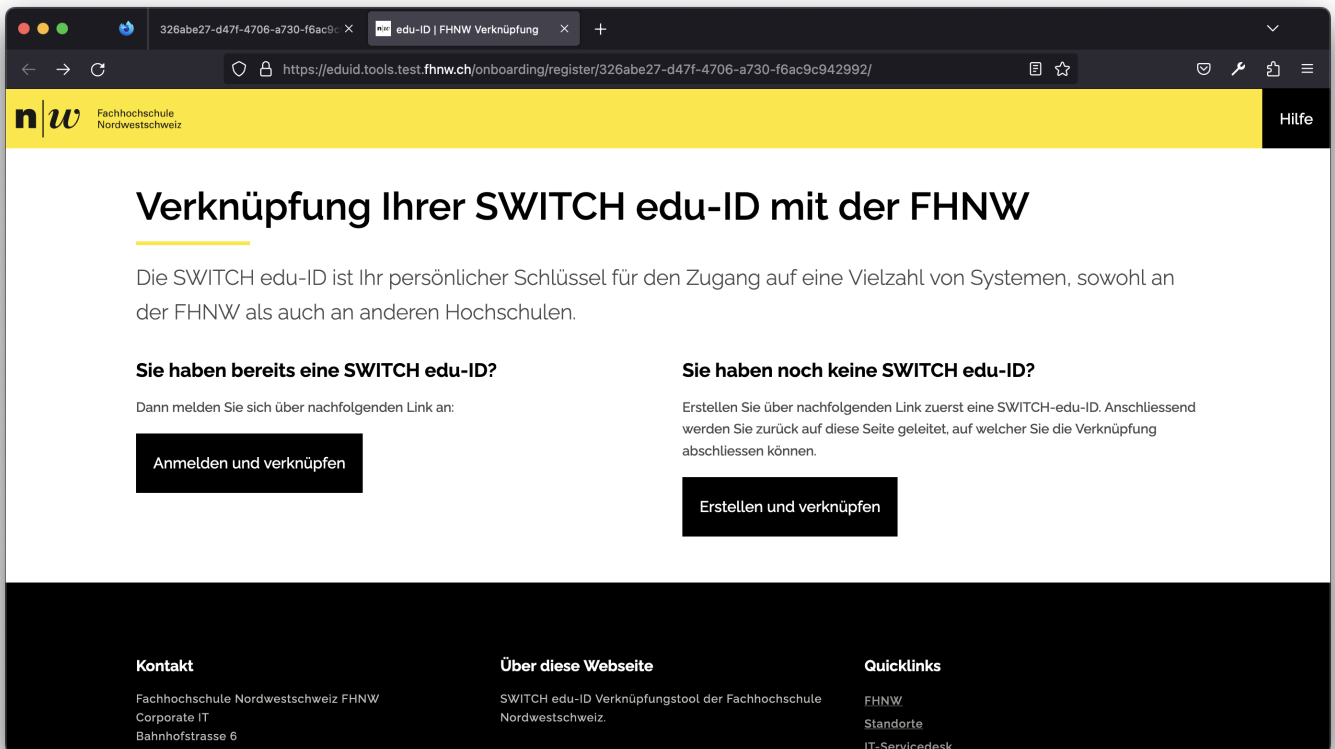 326abe27-d47f-4706-a730-f6ac9c
edu-ID | FHNW Verknüpfung
https://eduid.tools.test.fhnw.ch/onboarding/register/326abe27-d47f-4706-a730-f6ac9c942992/
n|w
Fachhochschule
Nordwestschweiz
Hilfe
Verknüpfung Ihrer SWITCH edu-ID mit der FHNW
Die SWITCH edu-ID ist Ihr persönlicher Schlüssel für den Zugang auf eine Vielzahl von Systemen, sowohl an
der FHNW als auch an anderen Hochschulen.
Sie haben bereits eine SWITCH edu-ID?
Dann melden Sie sich über nachfolgenden Link an:
Anmelden und verknüpfen
Sie haben noch keine SWITCH edu-ID?
Erstellen Sie über nachfolgenden Link zuerst eine SWITCH-edu-ID. Anschliessend
werden Sie zurück auf diese Seite geleitet, auf welcher Sie die Verknüpfung
abschliessen können.
Erstellen und verknüpfen
Kontakt
Fachhochschule Nordwestschweiz FHNW
Corporate IT
Bahnhofstrasse 6
Über diese Webseite
SWITCH edu-ID Verknüpfungstool der Fachhochschule
Nordwestschweiz.
Quicklinks
FHNW
Standorte
IT-Servicedesk